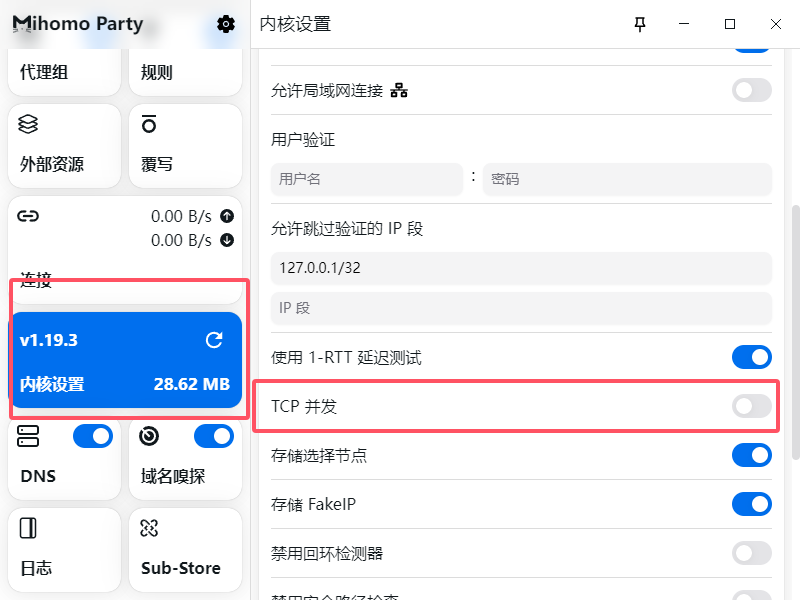 Mihomo Party
代理组
规则
外部资源
覆写
0.00 B/s
0.00 B/s
连接
v1.19.3
内核设置
28.62 MB
DNS
域名嗅探
日志
Sub-Store
内核设置
允许局域网连接
用户验证
用户名
:
密码
允许跳过验证的 IP 段
127.0.0.1/32
IP 段
使用 1-RTT 延迟测试
TCP 并发
存储选择节点
存储 FakeIP
禁用回环检测器